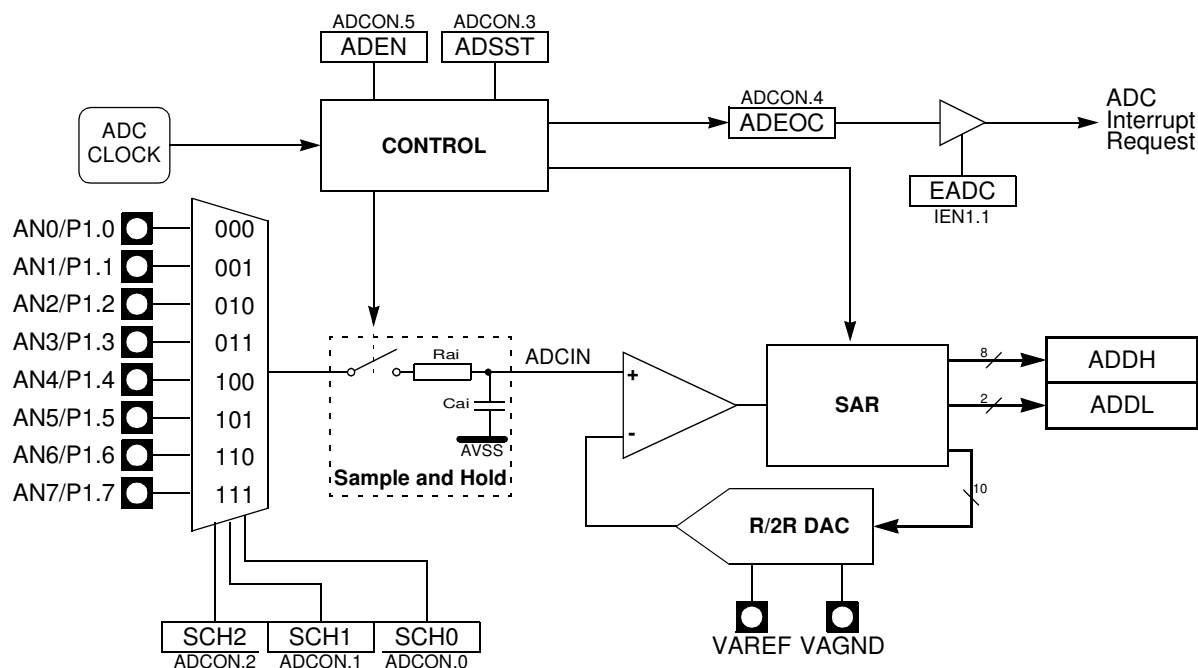 ADCON.5 ADCON.3
ADEN ADSST
ADCON.4
ADEOC
ADC
Interrupt
Request
ADC
CLOCK
CONTROL
EADC
IEN1.1
AN0/P1.0 000
AN1/P1.1 001
AN2/P1.2 010
AN3/P1.3 011
AN4/P1.4 100
AN5/P1.5 101
AN6/P1.6 110
AN7/P1.7 111
Rai
Cai
AVSS
Sample and Hold
ADCIN
+
-
SAR
8
ADDH
2
ADDL
10
R/2R DAC
VAREF VAGND
SCH2 SCH1 SCH0
ADCON.2 ADCON.1 ADCON.0